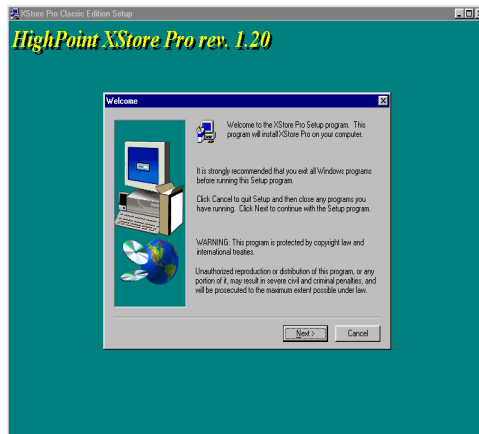 XStore Pro Classic Edition Setup
HighPoint XStore Pro rev. 1.20
Welcome
Welcome to the XStore Pro Setup program. This
program will install XStore Pro on your computer.
It is strongly recommended that you exit all Windows programs
before running this Setup program.
Click Cancel to quit Setup and then close any programs you
have running. Click Next to continue with the Setup program.
WARNING: This program is protected by copyright law and
international treaties.
Unauthorized reproduction or distribution of this program, or any
portion of it, may result in severe civil and criminal penalties, and
will be prosecuted to the maximum extent possible under law.
Next >
Cancel